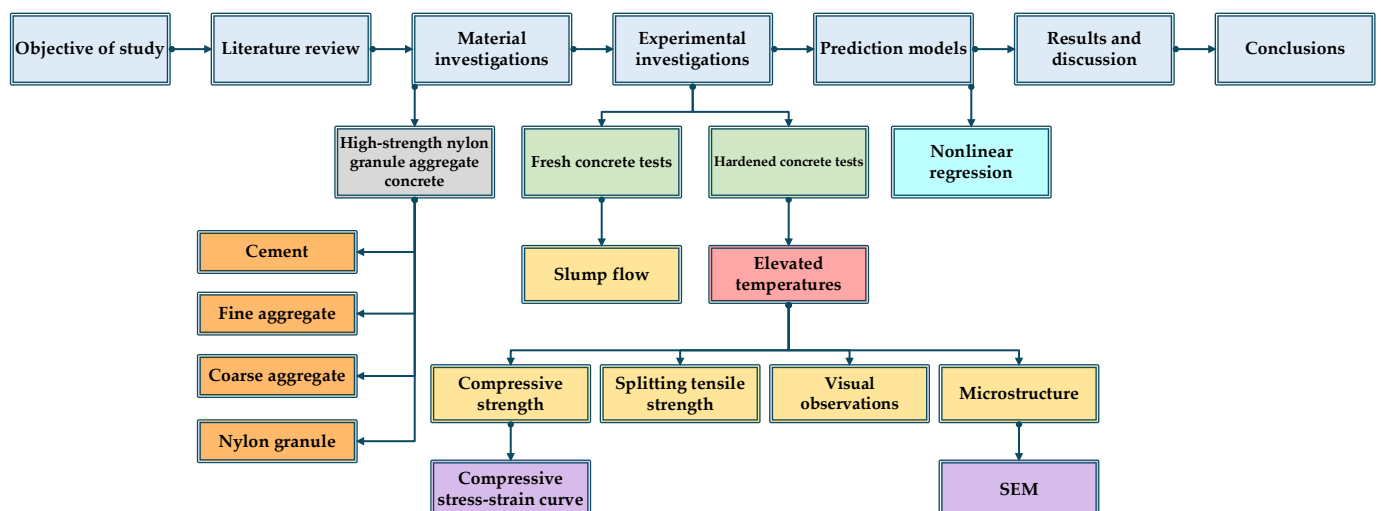 Objective of study
Literature review
Material
investigations
Experimental
investigations
Prediction models
Results and
discussion
Conclusions
High-strength nylon
granule aggregate
concrete
Fresh concrete tests
Hardened concrete tests
Nonlinear
regression
Cement
Fine aggregate
Coarse aggregate
Nylon granule
Slump flow
Elevated
temperatures
Compressive
strength
Splitting tensile
strength
Visual
observations
Microstructure
Compressive
stress-strain curve
SEM